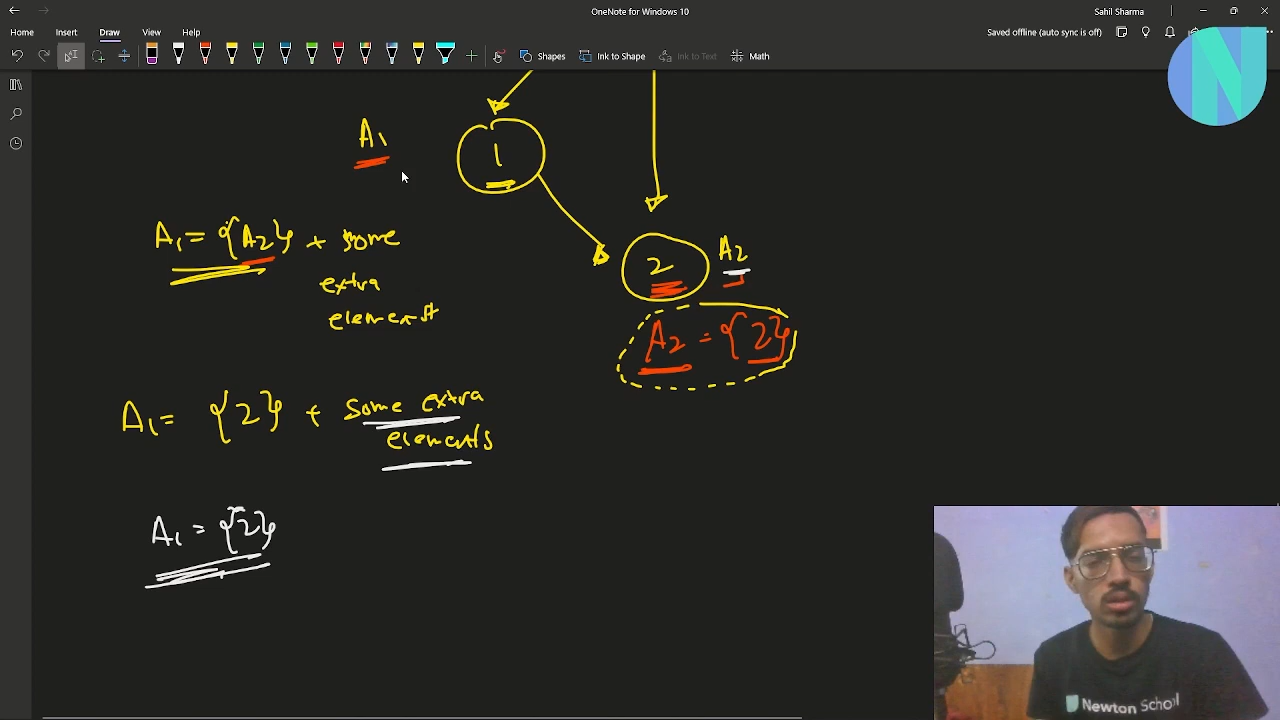 OneNote for Windows 10
Sahil Sharma
Home Insert Draw View Help
Saved offline (auto sync is off)
Shapes Ink to Shape Ink to Text Math
A1
1
A1 = {A2} + some
extra
elements
2 A2
A2 = {2}
A1 = {2} + some extra
elements
A1 = {2}
N
Newton School